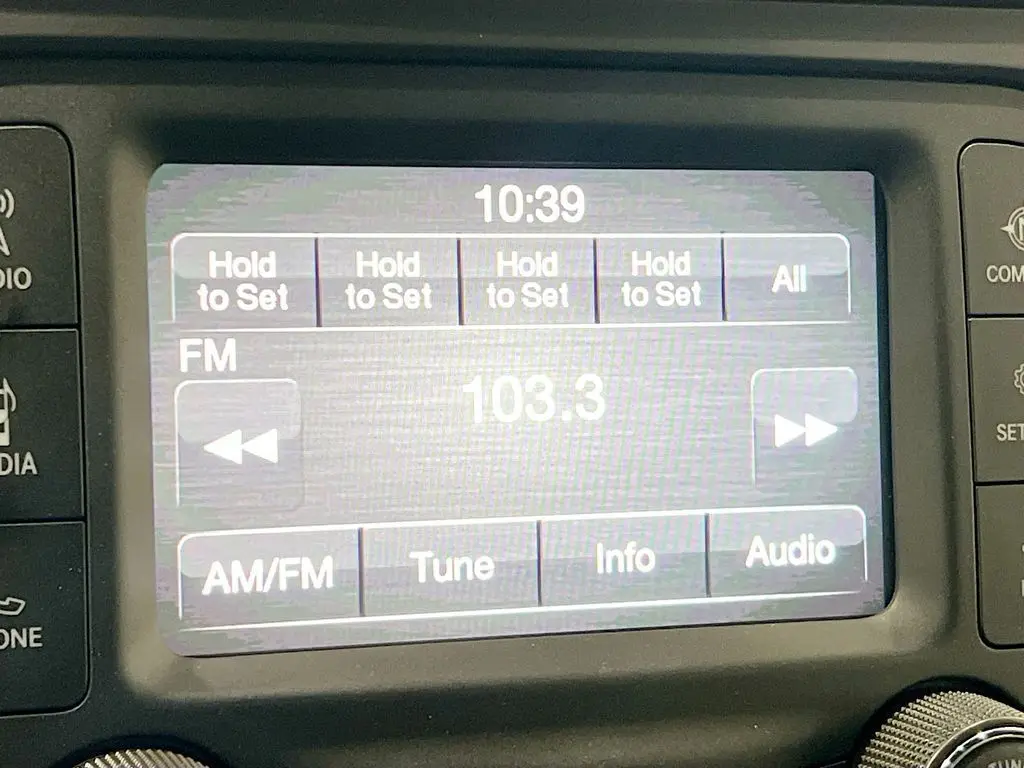 10:39
Hold to Set
Hold to Set
Hold to Set
Hold to Set
All
FM
103.3
AM/FM
Tune
Info
Audio